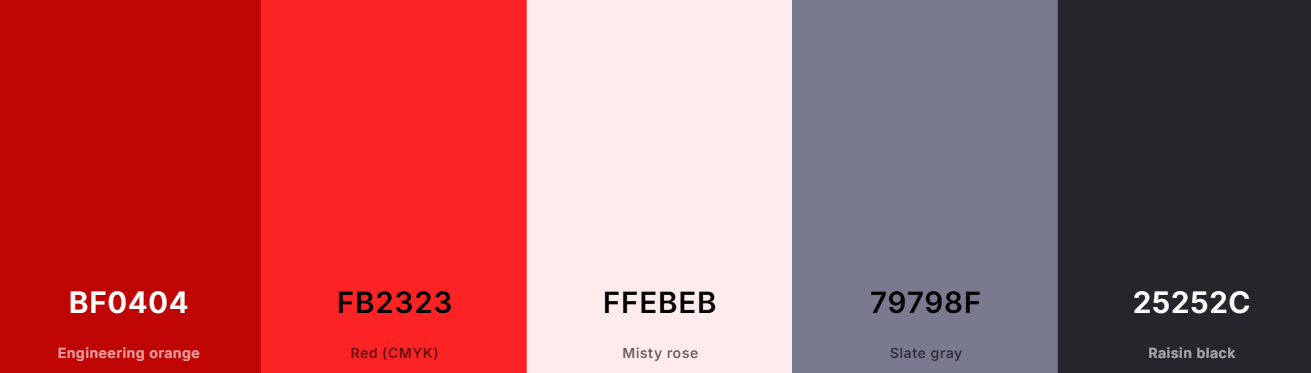 BF0404
Engineering orange
FB2323
Red (CMYK)
FFEBEB
Misty rose
79798F
Slate gray
25252C
Raisin black